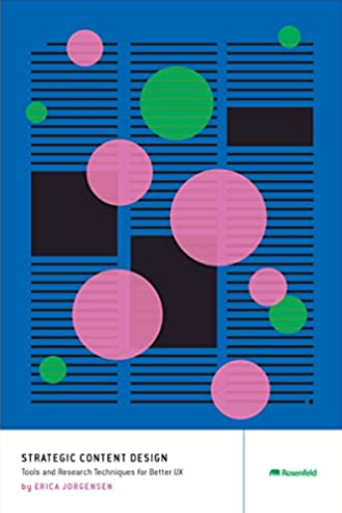 STRATEGIC CONTENT DESIGN
Tools and Research Techniques for Better UX
by ERICA JORGENSEN
Rosenfeld